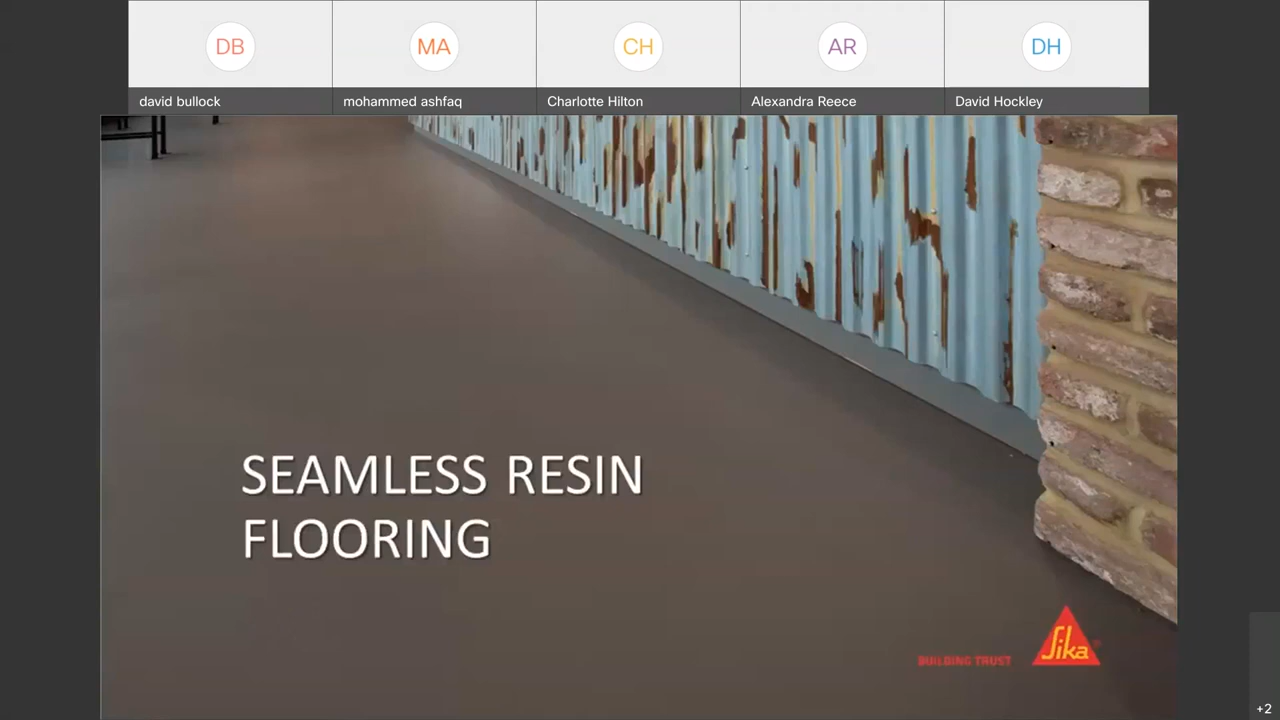 DB
MA
CH
AR
DH
david bullock
mohammed ashfaq
Charlotte Hilton
Alexandra Reece
David Hockley
SEAMLESS RESIN
FLOORING
BUILDING TRUST
Sika
+2